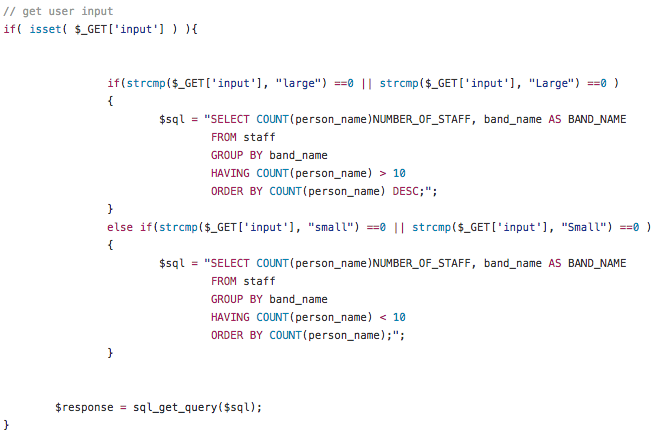 // get user input
if( isset( $_GET['input'] ) ){
if(strcmp($_GET['input'], "large") ==0 || strcmp($_GET['input'], "Large") ==0 )
{
$sql = "SELECT COUNT(person_name)NUMBER_OF_STAFF, band_name AS BAND_NAME
FROM staff
GROUP BY band_name
HAVING COUNT(person_name) > 10
ORDER BY COUNT(person_name) DESC;";
}
else if(strcmp($_GET['input'], "small") ==0 || strcmp($_GET['input'], "Small") ==0 )
{
$sql = "SELECT COUNT(person_name)NUMBER_OF_STAFF, band_name AS BAND_NAME
FROM staff
GROUP BY band_name
HAVING COUNT(person_name) < 10
ORDER BY COUNT(person_name);";
}
$response = sql_get_query($sql);
}